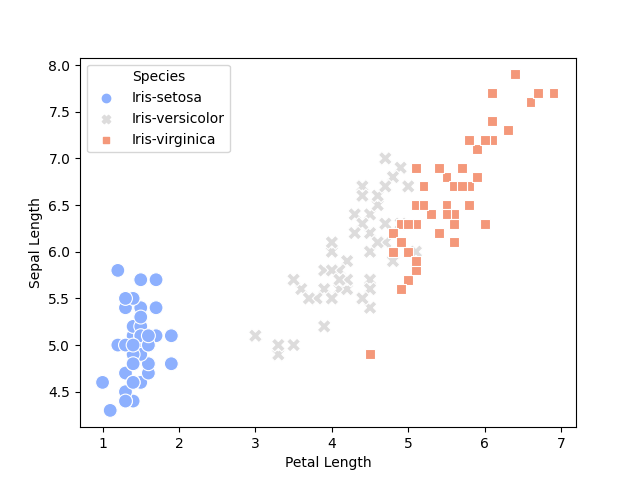 Species
Iris-setosa
Iris-versicolor
Iris-virginica
8.0
7.5
7.0
6.5
6.0
5.5
5.0
4.5
Sepal Length
1 2 3 4 5 6 7
Petal Length